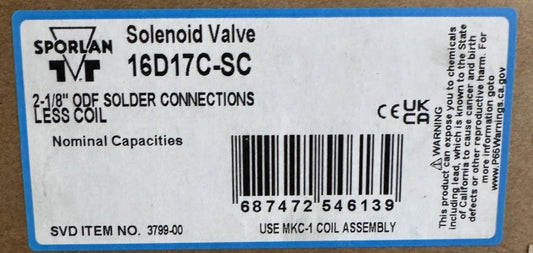 SPORLAN
Solenoid Valve
16D17C-SC
2-1/8" ODF SOLDER CONNECTIONS
LESS COIL
Nominal Capacities
CE UK
CA
687472 546139
SVD ITEM NO. 3799-00
USE MKC-1 COIL ASSEMBLY
⚠WARNING
This product can expose you to chemicals
including lead, which is known to the State
of California to cause cancer and birth
defects or other reproductive harm. For
more information goto
www.P65Warnings.ca.gov